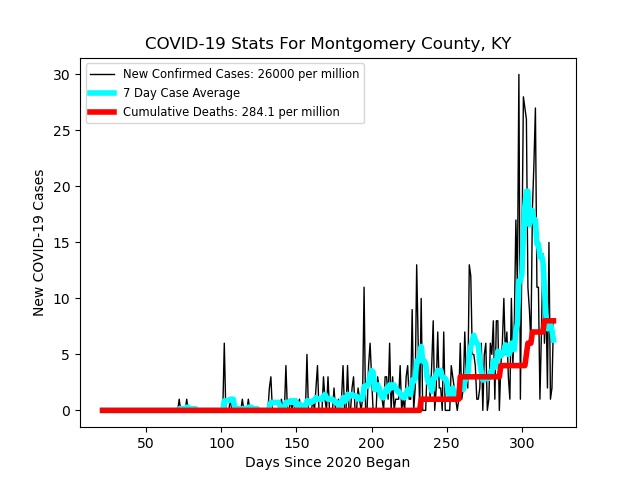 COVID-19 Stats For Montgomery County, KY
New Confirmed Cases: 26000 per million
7 Day Case Average
Cumulative Deaths: 284.1 per million
New COVID-19 Cases
30
25
20
15
10
5
0
50 100 150 200 250 300
Days Since 2020 Began